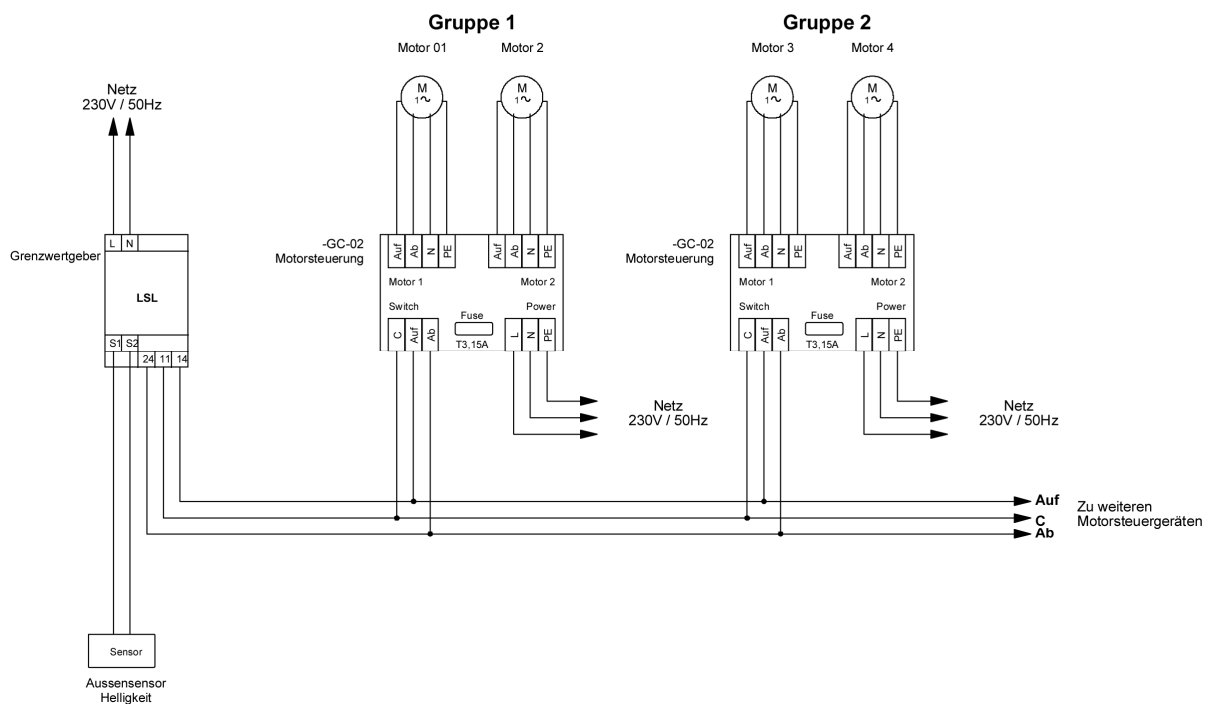 Gruppe 1
Gruppe 2
Motor 01
Motor 2
Motor 3
Motor 4
M
1~
M
1~
M
1~
M
1~
Netz
230V / 50Hz
L
N
Grenzwertgeber
LSL
S1
S2
24
11
14
-GC-02
Motorsteuerung
Auf
Ab
N
PE
Auf
Ab
N
PE
Motor 1
Motor 2
Switch
Power
Fuse
C
Auf
Ab
T3,15A
L
N
PE
Netz
230V / 50Hz
-GC-02
Motorsteuerung
Auf
Ab
N
PE
Auf
Ab
N
PE
Motor 1
Motor 2
Switch
Power
Fuse
C
Auf
Ab
T3,15A
L
N
PE
Netz
230V / 50Hz
Auf
C
Ab
Zu weiteren
Motorsteuergeräten
Sensor
Aussensensor
Helligkeit